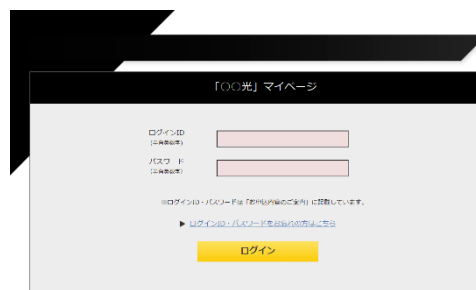 「○○光」マイページ
ログインID
(半角英数字)
パスワード
(半角英数字)
※ログインID・パスワードは「お申込内容のご案内」に記載しています。
▶ ログインID・パスワードをお忘れの方はこちら
ログイン